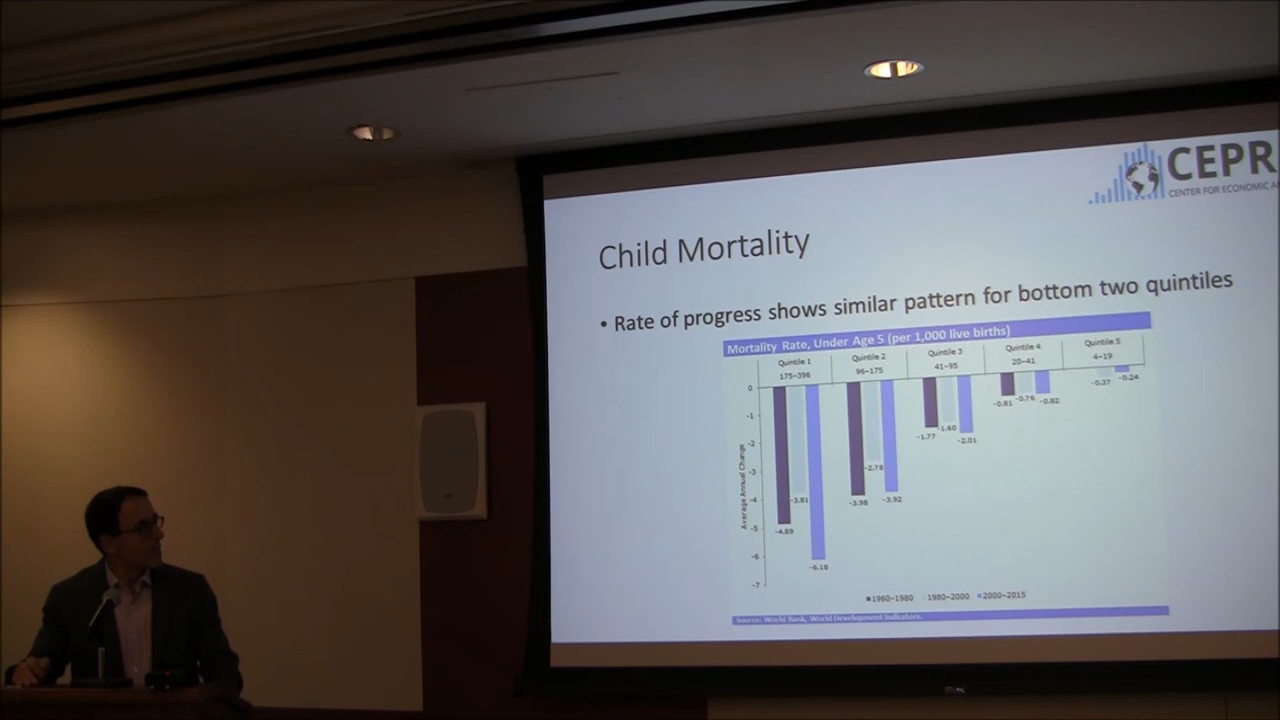 CEPR
CENTER FOR ECONOMIC A
Child Mortality
• Rate of progress shows similar pattern for bottom two quintiles
Mortality Rate, Under Age 5 (per 1,000 live births)
Quintile 1 Quintile 2 Quintile 3 Quintile 4 Quintile 5
175–396 96–175 41–95 20–41 4–19
0
-1
-2
-3
-4
-5
-6
-7
Average Annual Change
-4.89 -3.81 -6.18
-3.98 -2.78 -3.92
-1.77 1.60 -2.01
-0.81 -0.76 -0.82
-0.37 -0.24
1960–1980 1980–2000 2000–2015
Source: World Bank, World Development Indicators.